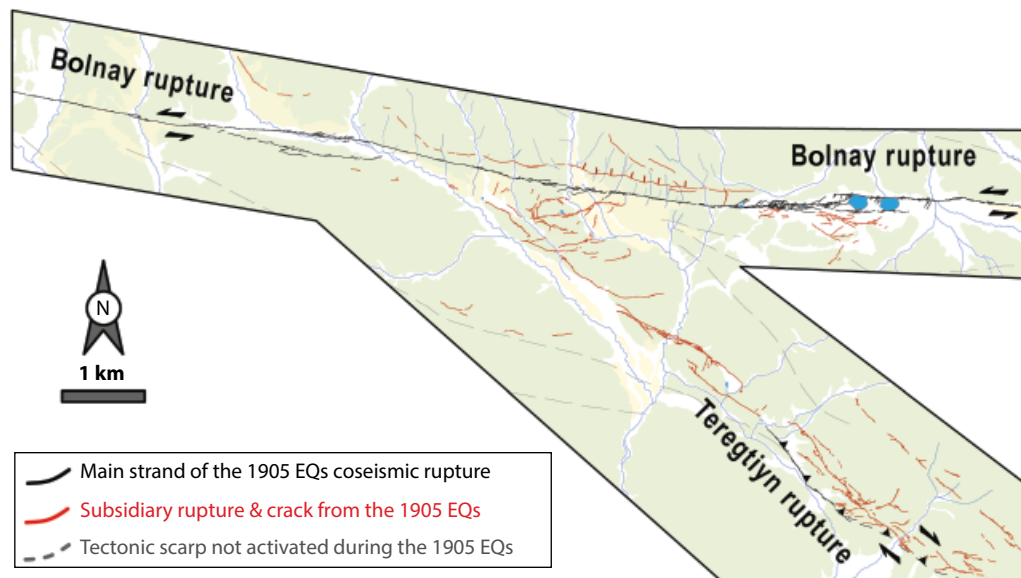 Bolnay rupture
Bolnay rupture
N
1 km
Teregtiyn rupture
Main strand of the 1905 EQs coseismic rupture
Subsidiary rupture & crack from the 1905 EQs
Tectonic scarp not activated during the 1905 EQs